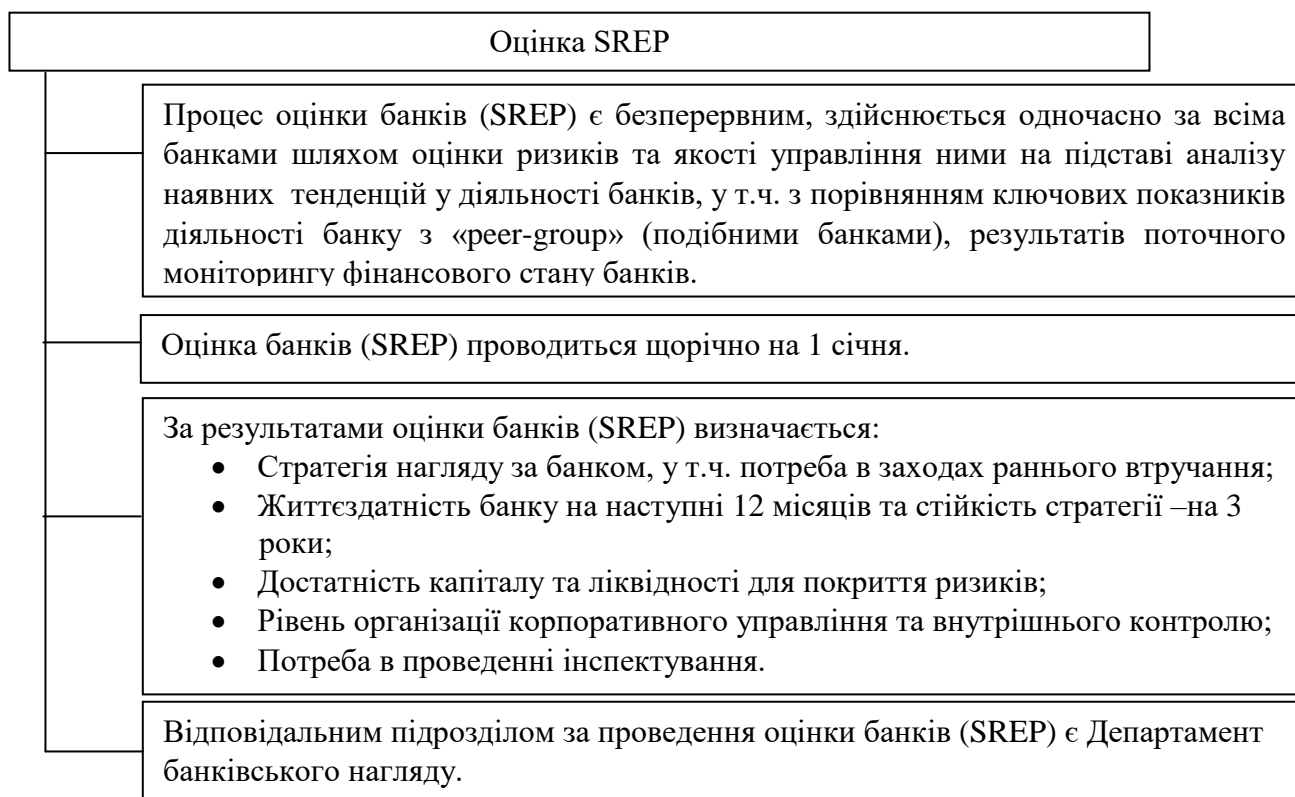 Оцінка SREP
Процес оцінки банків (SREP) є безперервним, здійснюється одночасно за всіма
банками шляхом оцінки ризиків та якості управління ними на підставі аналізу
наявних тенденцій у діяльності банків, у т.ч. з порівнянням ключових показників
діяльності банку з «peer-group» (подібними банками), результатів поточного
моніторингу фінансового стану банків.
Оцінка банків (SREP) проводиться щорічно на 1 січня.
За результатами оцінки банків (SREP) визначається:
• Стратегія нагляду за банком, у т.ч. потреба в заходах раннього втручання;
• Життєздатність банку на наступні 12 місяців та стійкість стратегії –на 3
роки;
• Достатність капіталу та ліквідності для покриття ризиків;
• Рівень організації корпоративного управління та внутрішнього контролю;
• Потреба в проведенні інспектування.
Відповідальним підрозділом за проведення оцінки банків (SREP) є Департамент
банківського нагляду.